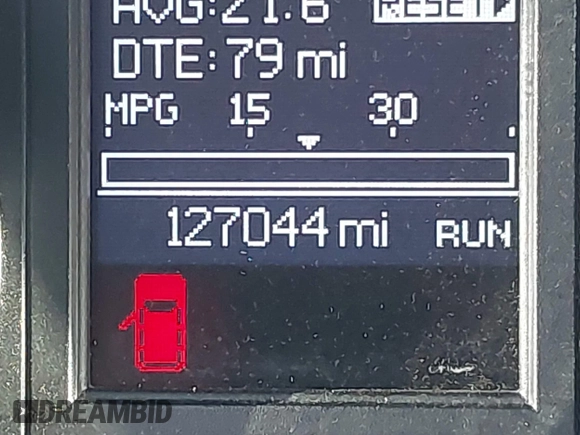 AVG:21.6 RESET
DTE:79 mi
MPG 15 30
127044 mi RUN
DREAMBID